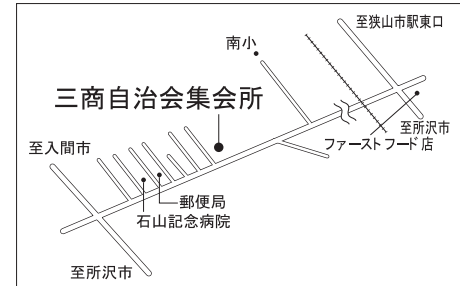 至狭山市駅東口
南小
三商自治会集会所
至所沢市
ファーストフード店
至入間市
郵便局
石山記念病院
至所沢市